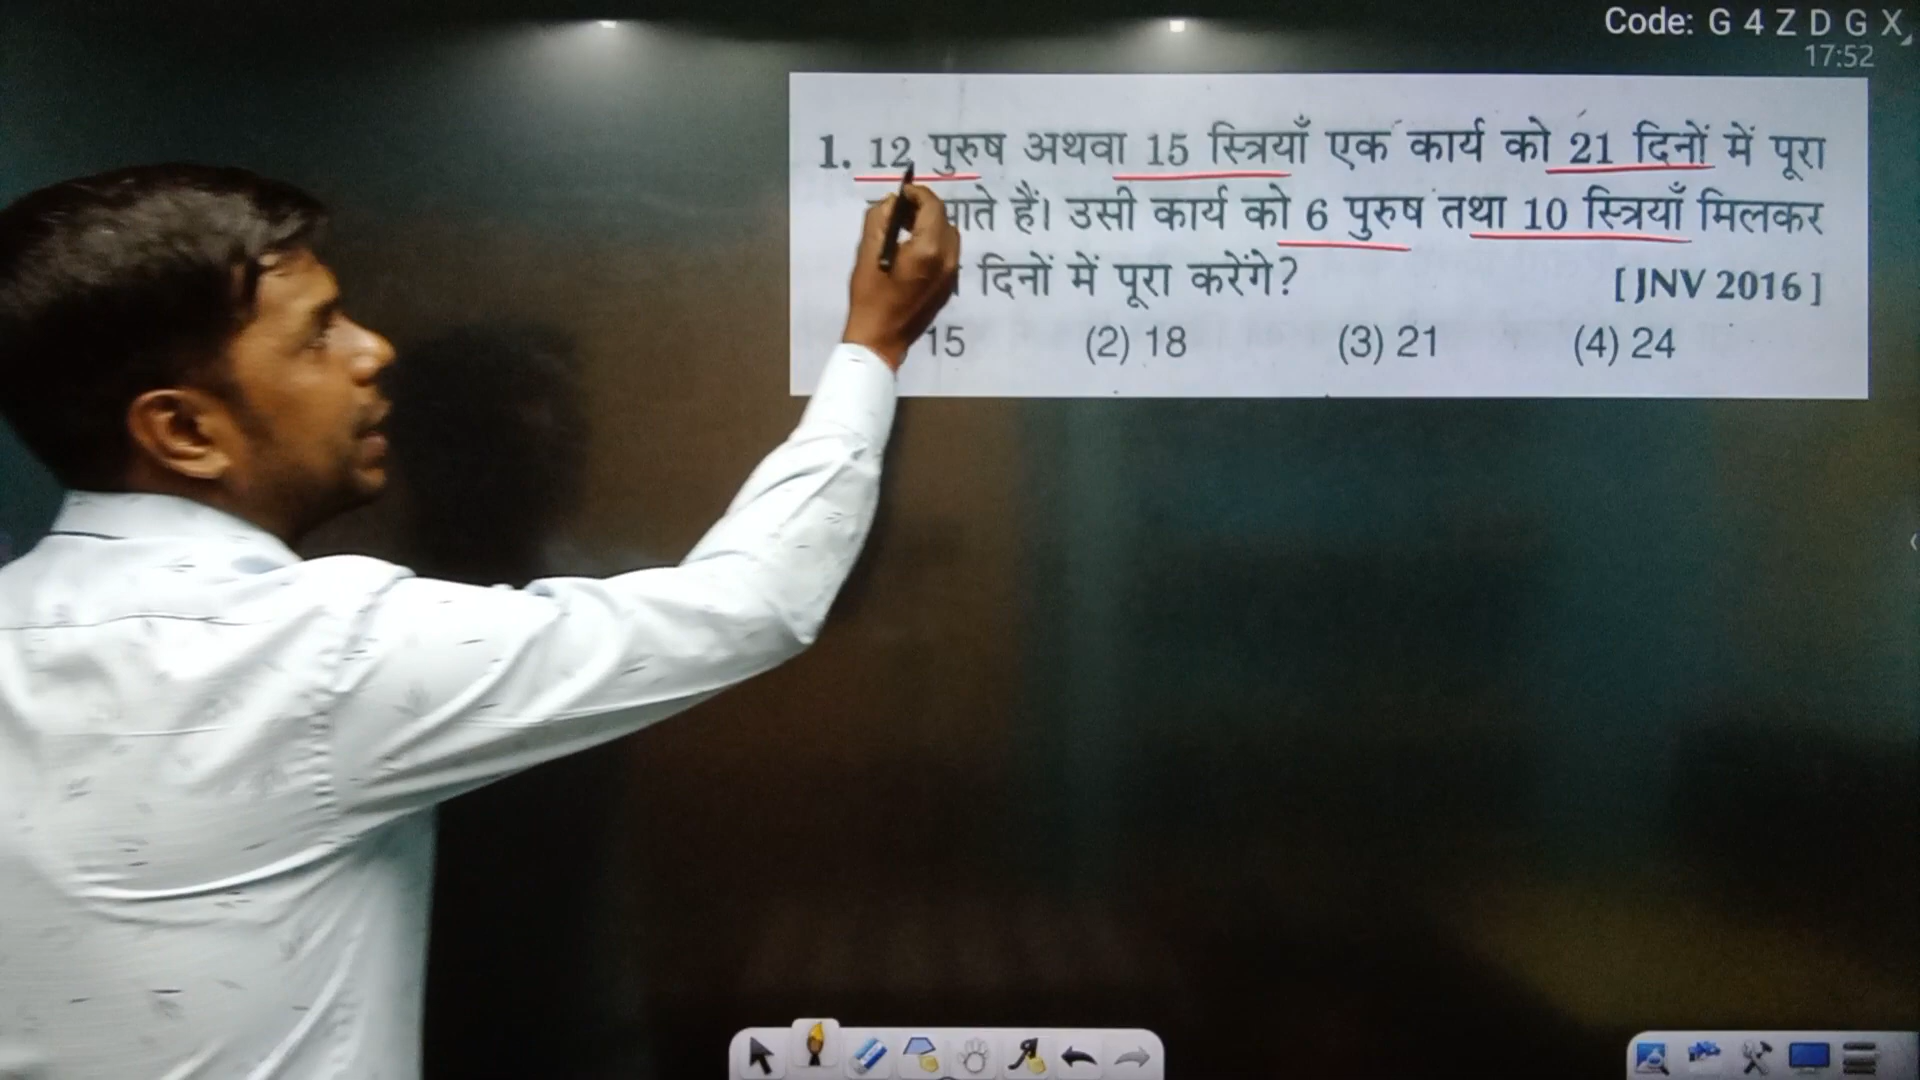 Code: G 4 Z D G X
17:52
1. 12 पुरुष अथवा 15 स्त्रियाँ एक कार्य को 21 दिनों में पूरा
हैं। उसी कार्य को 6 पुरुष तथा 10 स्त्रियाँ मिलकर
दिनों में पूरा करेंगे?
[JNV 2016]
15 (2) 18 (3) 21 (4) 24